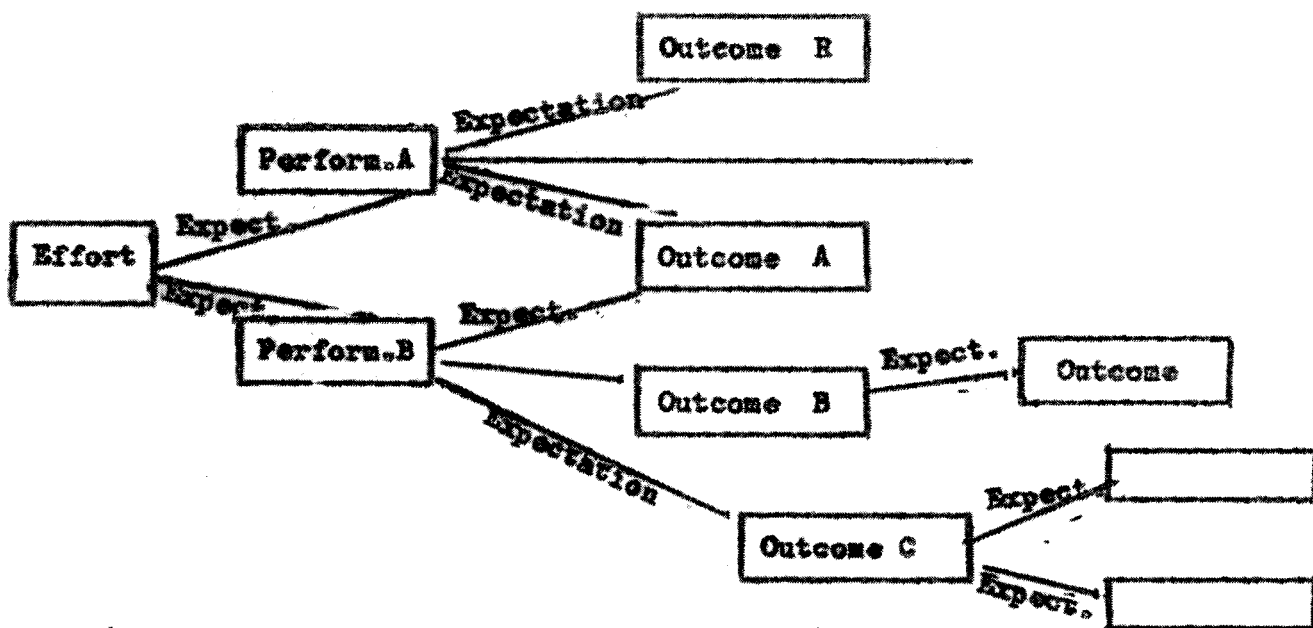 Outcome R
Expectation
Perform.A
Expectation
Expect.
Effort
Outcome A
Expect.
Expect.
Perform.B
Expect.
Outcome
Outcome B
Expectation
Expect.
Outcome C
Expect.